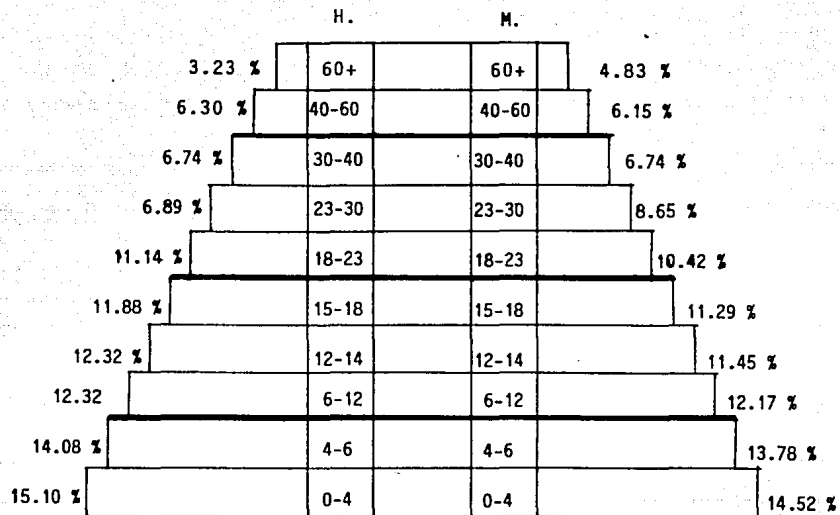 H. M.
3.23 % 60+ 60+ 4.83 %
6.30 % 40-60 40-60 6.15 %
6.74 % 30-40 30-40 6.74 %
6.89 % 23-30 23-30 8.65 %
11.14 % 18-23 18-23 10.42 %
11.88 % 15-18 15-18 11.29 %
12.32 % 12-14 12-14 11.45 %
12.32 6-12 6-12 12.17 %
14.08 % 4-6 4-6 13.78 %
15.10 % 0-4 0-4 14.52 %